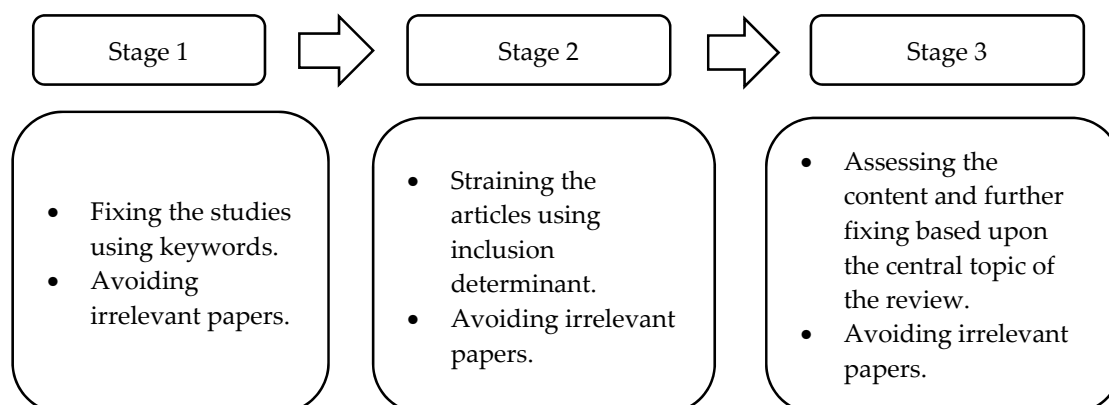 Stage 1
Stage 2
Stage 3
• Fixing the studies
using keywords.
• Avoiding
irrelevant papers.
• Straining the
articles using
inclusion
determinant.
• Avoiding irrelevant
papers.
• Assessing the
content and further
fixing based upon
the central topic of
the review.
• Avoiding irrelevant
papers.